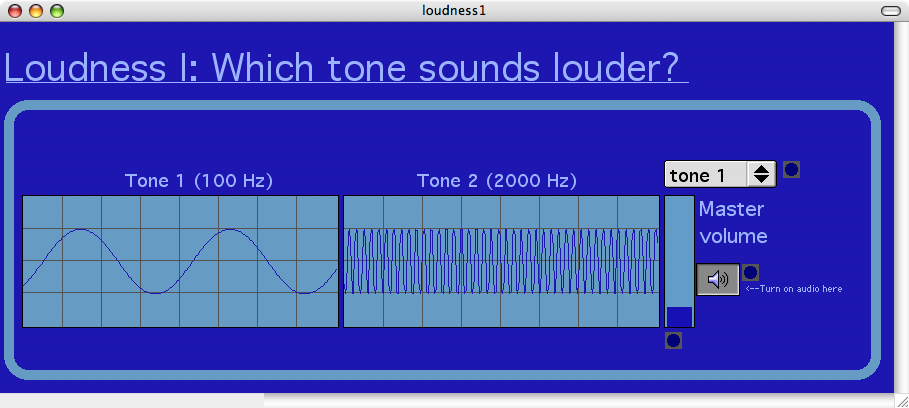 loudness1
Loudness I: Which tone sounds louder?
Tone 1 (100 Hz)
Tone 2 (2000 Hz)
tone 1
Master
volume
<--Turn on audio here